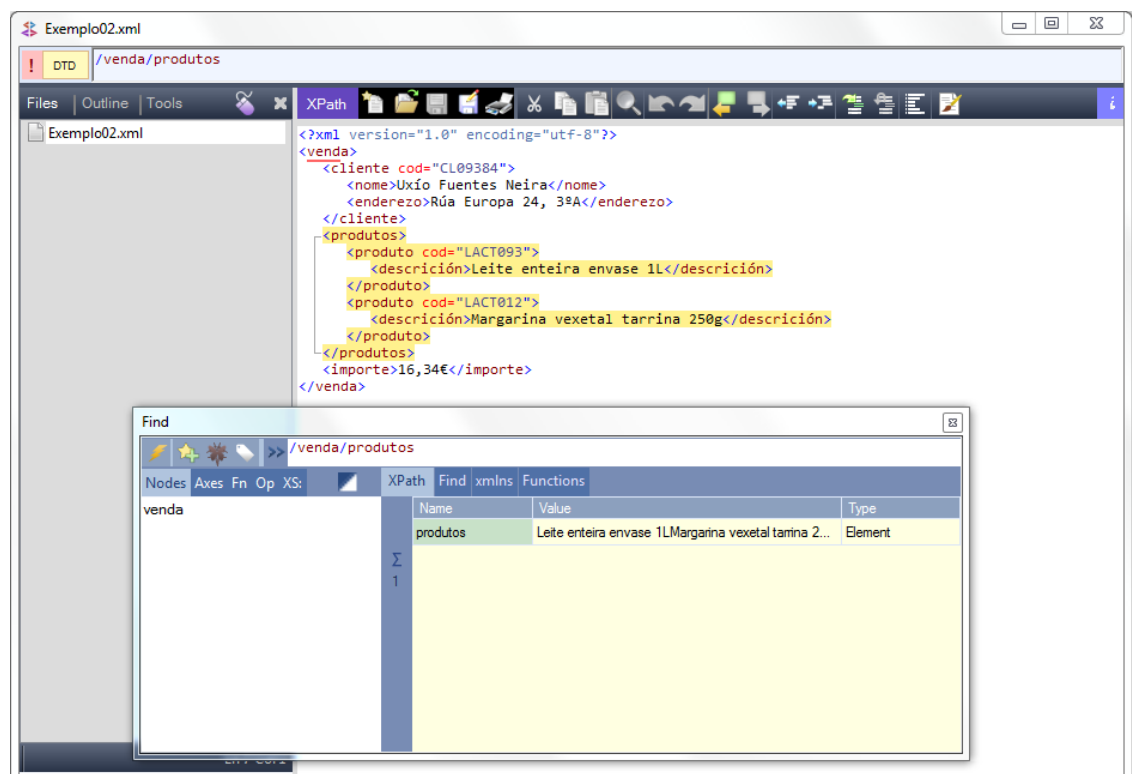 Exemplo02.xml
! DTD /venda/produtos
Files Outline Tools XPath i
Exemplo02.xml
<?xml version="1.0" encoding="utf-8"?>
<venda>
<cliente cod="CL09384">
<nome>Uxío Fuentes Neira</nome>
<enderezo>Rúa Europa 24, 3ºA</enderezo>
</cliente>
<produtos>
<produto cod="LACT093">
<descrición>Leite enteira envase 1L</descrición>
</produto>
<produto cod="LACT012">
<descrición>Margarina vexetal tarrina 250g</descrición>
</produto>
</produtos>
<importe>16,34€</importe>
</venda>
Find
>> /venda/produtos
Nodes Axes Fn Op XS: XPath Find xmlns Functions
venda
Name Value Type
produtos Leite enteira envase 1LMargarina vexetal tarrina 2... Element
Σ
1